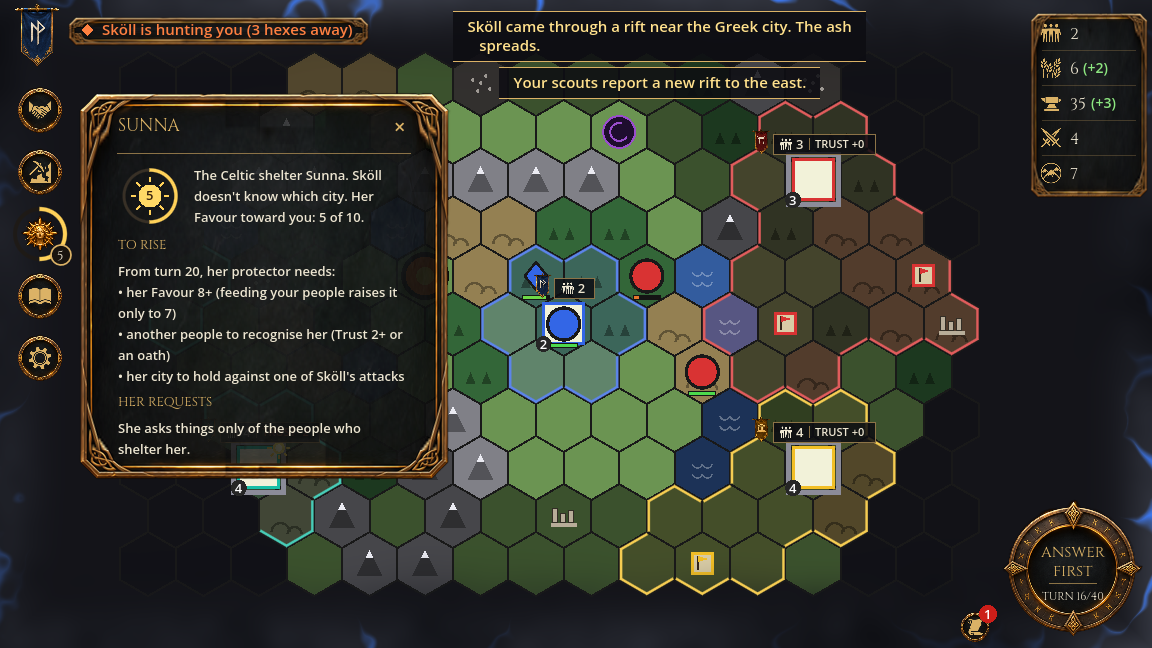 Sköll is hunting you (3 hexes away)
Sköll came through a rift near the Greek city. The ash
spreads.
Your scouts report a new rift to the east.
2
6 (+2)
35 (+3)
4
7
SUNNA
×
5
The Celtic shelter Sunna. Sköll
doesn't know which city. Her
Favour toward you: 5 of 10.
TO RISE
From turn 20, her protector needs:
• her Favour 8+ (feeding your people raises it
only to 7)
• another people to recognise her (Trust 2+ or
an oath)
• her city to hold against one of Sköll's attacks
HER REQUESTS
She asks things only of the people who
shelter her.
5
3 | TRUST +0
3
2
2
4 | TRUST +0
4
4
ANSWER
FIRST
TURN 16/40
1